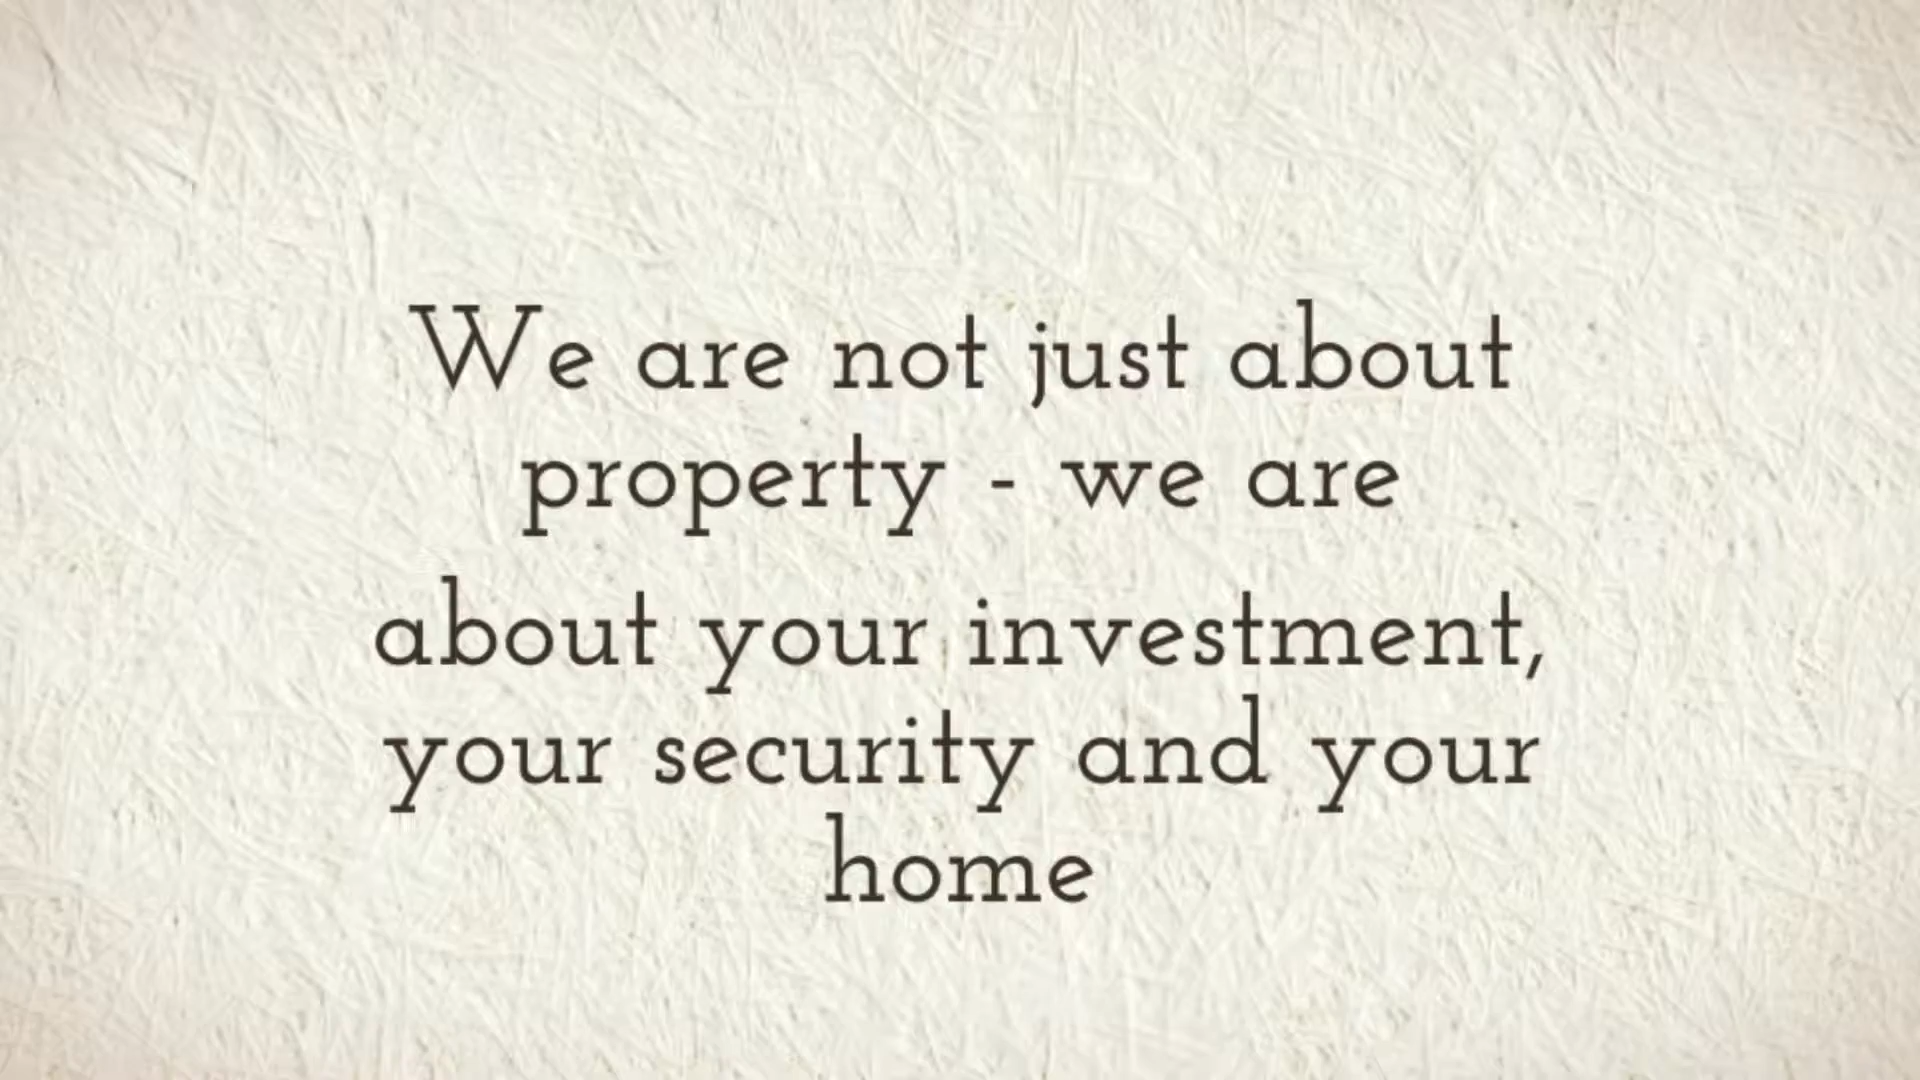 We are not just about
property - we are
about your investment,
your security and your
home